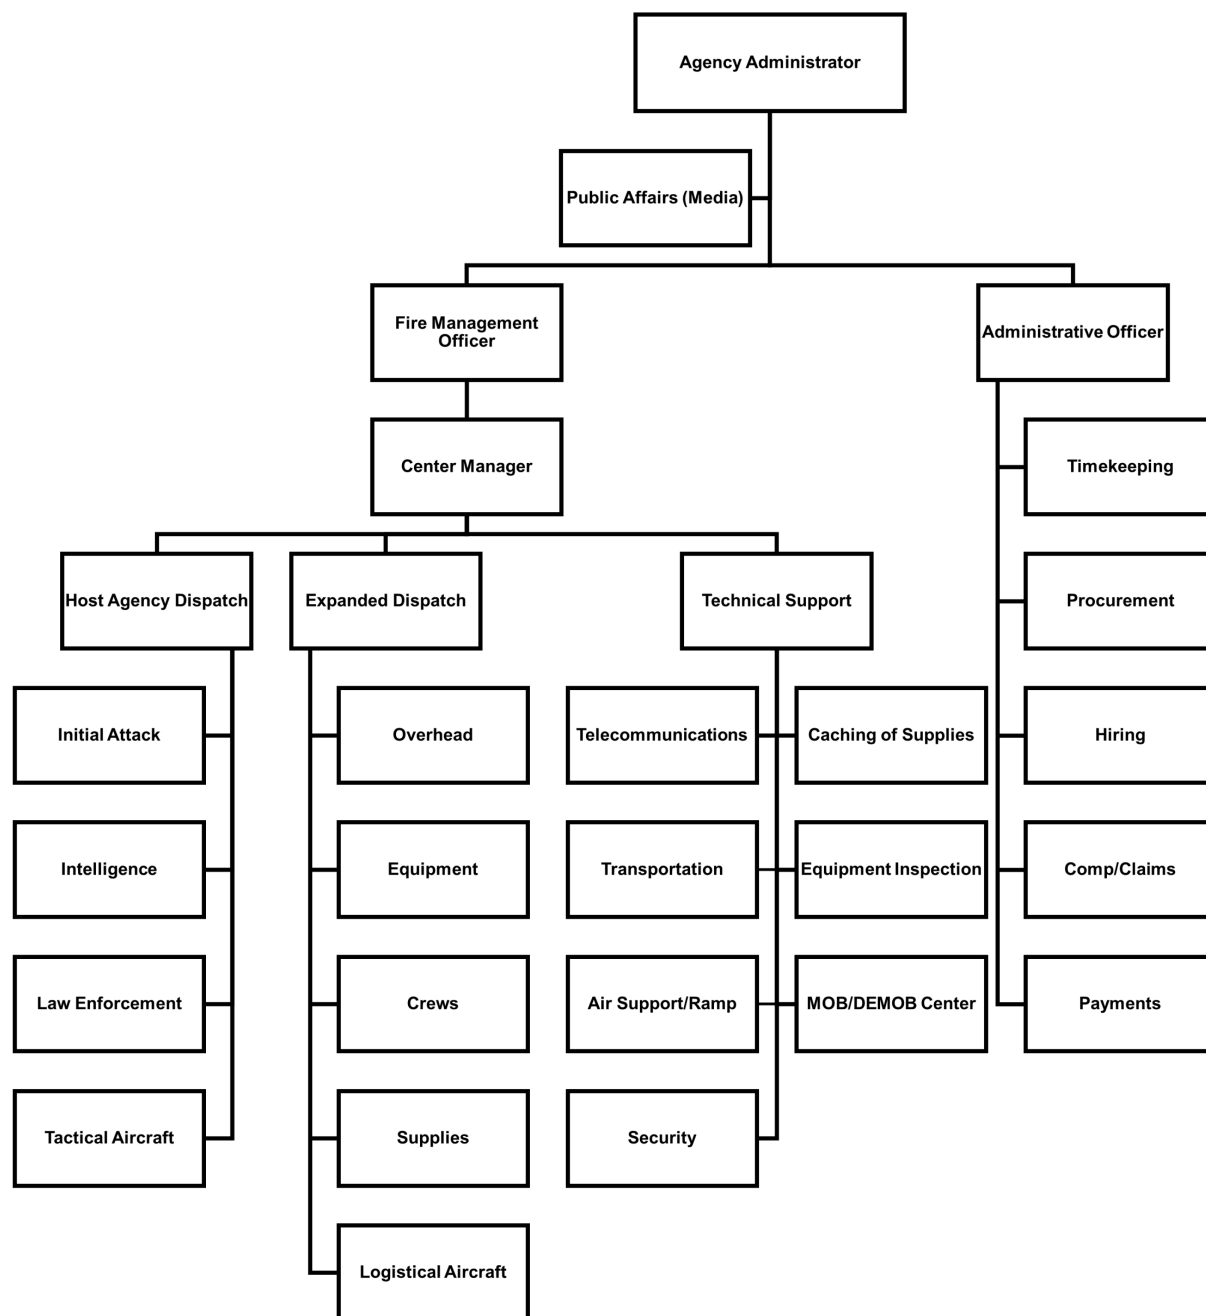 Agency Administrator
Public Affairs (Media)
Fire Management
Officer
Administrative Officer
Center Manager
Timekeeping
Host Agency Dispatch
Expanded Dispatch
Technical Support
Procurement
Initial Attack
Overhead
Telecommunications
Caching of Supplies
Hiring
Intelligence
Equipment
Transportation
Equipment Inspection
Comp/Claims
Law Enforcement
Crews
Air Support/Ramp
MOB/DEMOB Center
Payments
Tactical Aircraft
Supplies
Security
Logistical Aircraft